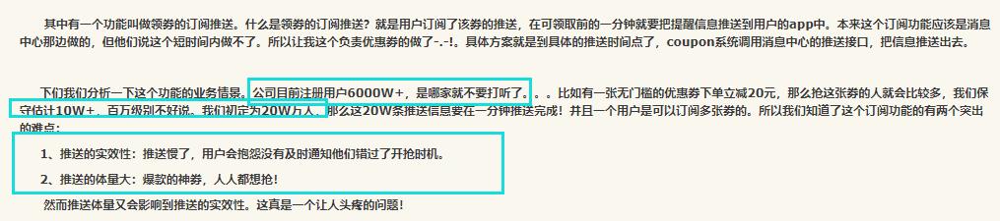 其中有一个功能叫做领券的订阅推送。什么是领券的订阅推送？就是用户订阅了该券的推送，在可领取前的一分钟就要把提醒信息推送到用户的app中。本来这个订阅功能应该是消息
中心那边做的，但他们说这个短时间内做不了。所以让我这个负责优惠券的做了-.-!。具体方案就是到具体的推送时间点了，coupon系统调用消息中心的推送接口，把信息推送出去。
下们我们分析一下这个功能的业务情景。公司目前注册用户6000W+，是哪家就不要打听了。。。比如有一张无门槛的优惠券下单立减20元，那么抢这张券的人就会比较多，我们保
守估计10W+，百万级别不好说。我们初定为20W万人，那么这20W条推送信息要在一分钟推送完成！并且一个用户是可以订阅多张券的。所以我们知道了这个订阅功能的有两个突出
的难点：
1、推送的实效性：推送慢了，用户会抱怨没有及时通知他们错过了开抢时机。
2、推送的体量大：爆款的神券，人人都想抢！
然而推送体量又会影响到推送的实效性。这真是一个让人头疼的问题！